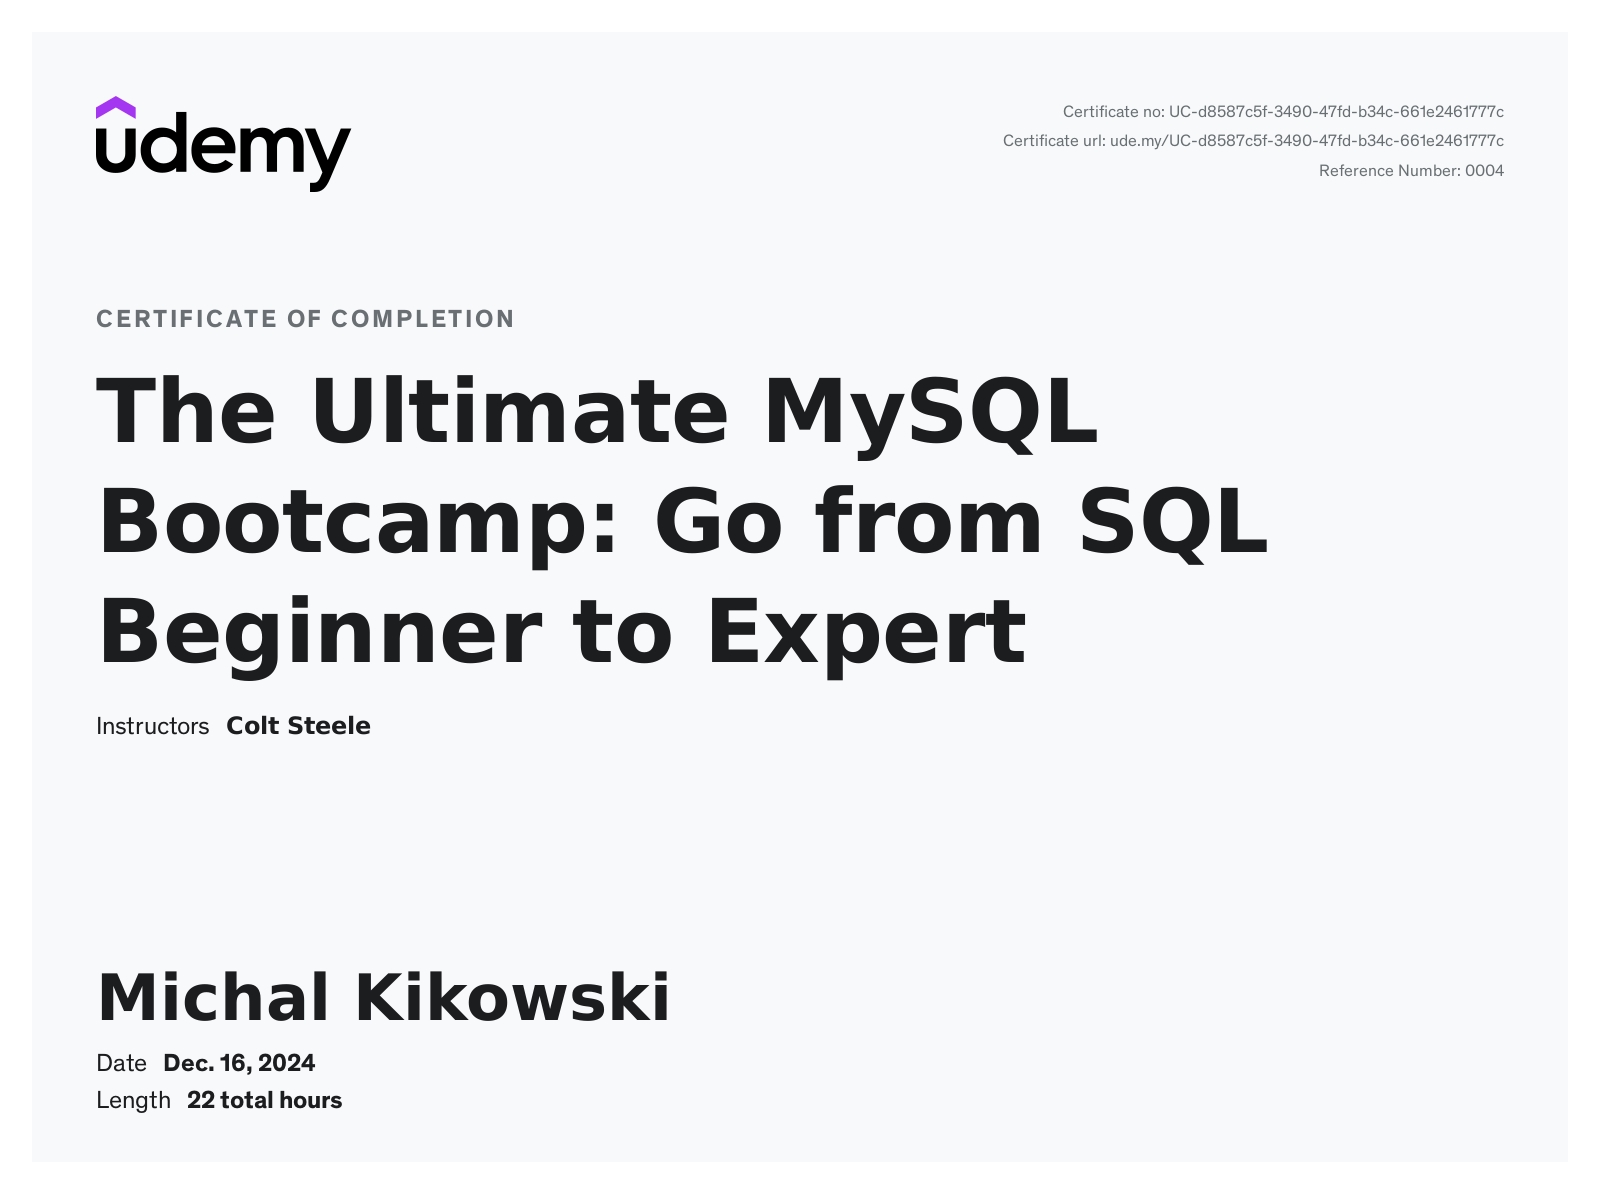 udemy
Certificate no: UC-d8587c5f-3490-47fd-b34c-661e2461777c
Certificate url: ude.my/UC-d8587c5f-3490-47fd-b34c-661e2461777c
Reference Number: 0004
CERTIFICATE OF COMPLETION
The Ultimate MySQL
Bootcamp: Go from SQL
Beginner to Expert
Instructors Colt Steele
Michal Kikowski
Date Dec. 16, 2024
Length 22 total hours